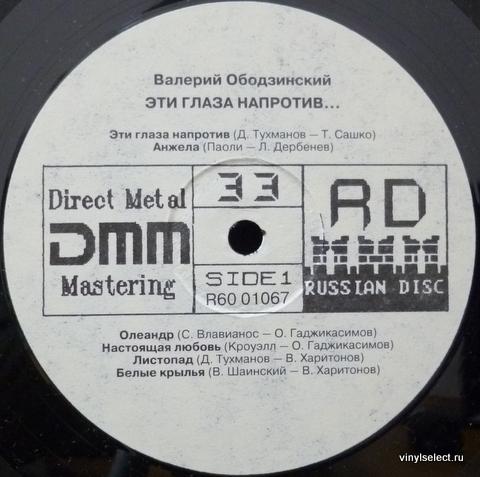 Валерий Ободзинский
ЭТИ ГЛАЗА НАПРОТИВ...
Эти глаза напротив (Д. Тухманов — Т. Сашко)
Анжела (Паоли — Л. Дербенев)
Direct Metal
DMM
Mastering
33
SIDE 1
R60 01067
RD
RUSSIAN DISC
Олеандр (С. Влавианос — О. Гаджикасимов)
Настоящая любовь (Кроуэлл — О. Гаджикасимов)
Листопад (Д. Тухманов — В. Харитонов)
Белые крылья (В. Шаинский — В. Харитонов)
vinylselect.ru